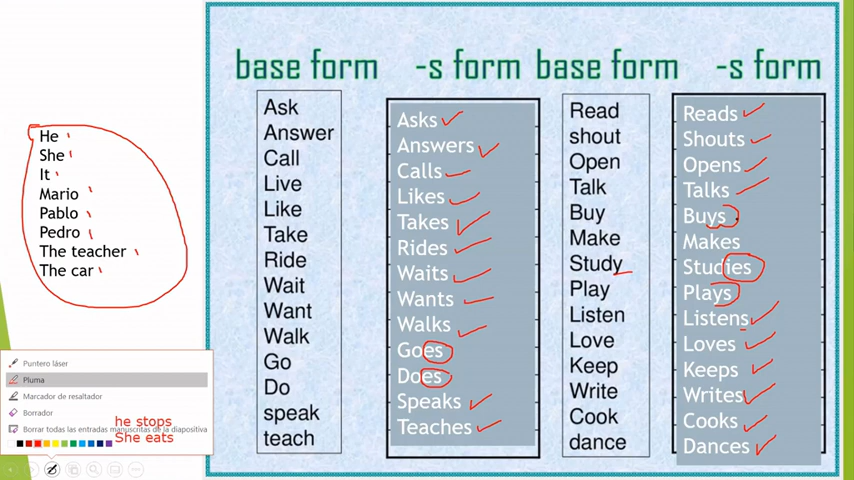 base form
-s form
base form
-s form
He
She
It
Mario
Pablo
Pedro
The teacher
The car
Ask
Answer
Call
Live
Like
Take
Ride
Wait
Want
Walk
Go
Do
speak
teach
Asks
Answers
Calls
Likes
Takes
Rides
Waits
Wants
Walks
Goes
Does
Speaks
Teaches
Read
shout
Open
Talk
Buy
Make
Study
Play
Listen
Love
Keep
Write
Cook
dance
Reads
Shouts
Opens
Talks
Buys
Makes
Studies
Plays
Listens
Loves
Keeps
Writes
Cooks
Dances
Puntero láser
Pluma
Marcador de resaltador
Borrador
Borrar todas las entradas manuscritas de la diapositiva
he stops
She eats